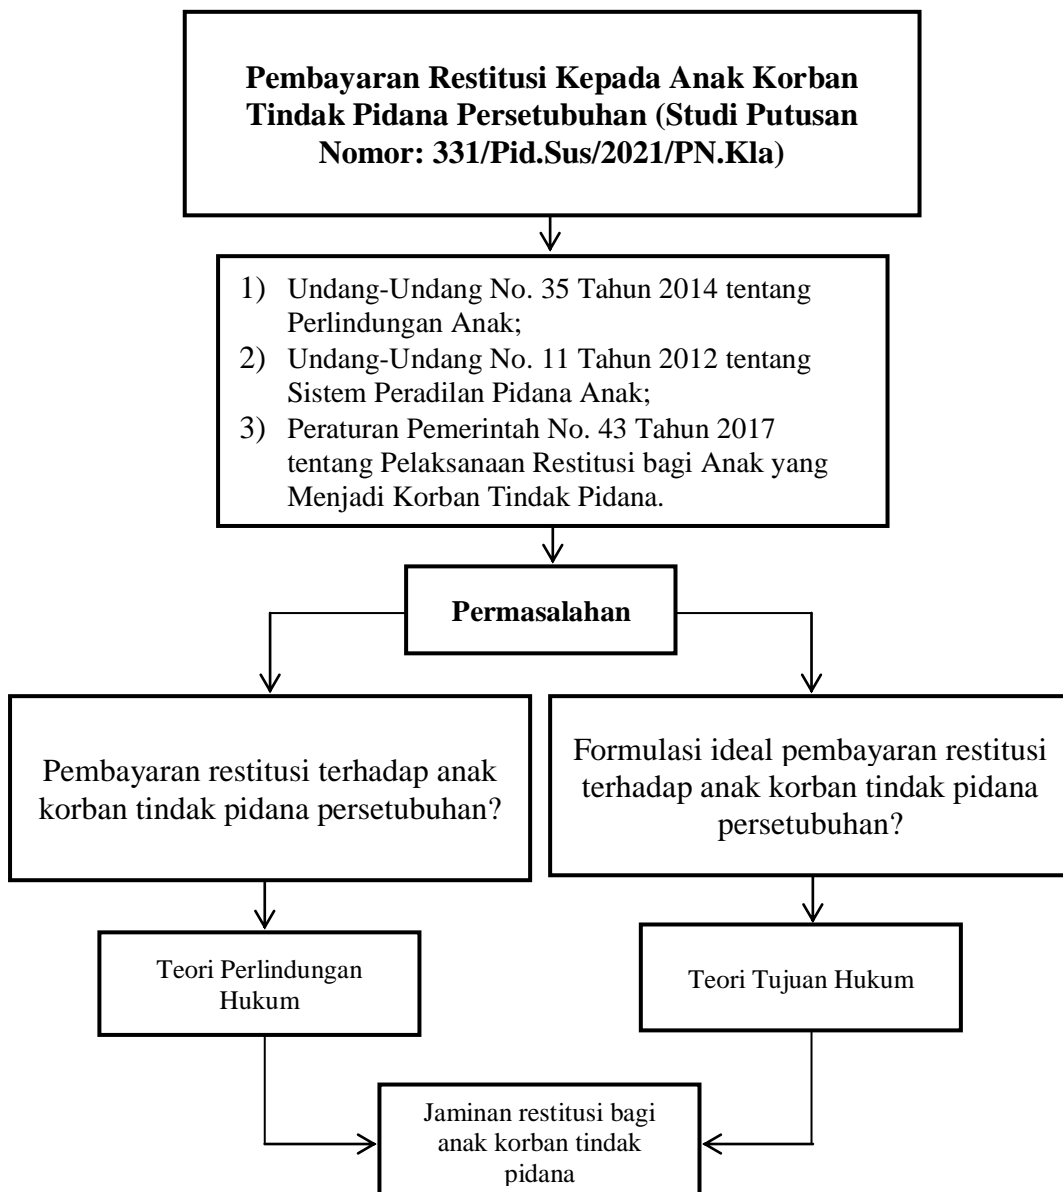 Pembayaran Restitusi Kepada Anak Korban
Tindak Pidana Persetubuhan (Studi Putusan
Nomor: 331/Pid.Sus/2021/PN.Kla)
1) Undang-Undang No. 35 Tahun 2014 tentang
Perlindungan Anak;
2) Undang-Undang No. 11 Tahun 2012 tentang
Sistem Peradilan Pidana Anak;
3) Peraturan Pemerintah No. 43 Tahun 2017
tentang Pelaksanaan Restitusi bagi Anak yang
Menjadi Korban Tindak Pidana.
Permasalahan
Pembayaran restitusi terhadap anak
korban tindak pidana persetubuhan?
Formulasi ideal pembayaran restitusi
terhadap anak korban tindak pidana
persetubuhan?
Teori Perlindungan
Hukum
Teori Tujuan Hukum
Jaminan restitusi bagi
anak korban tindak
pidana